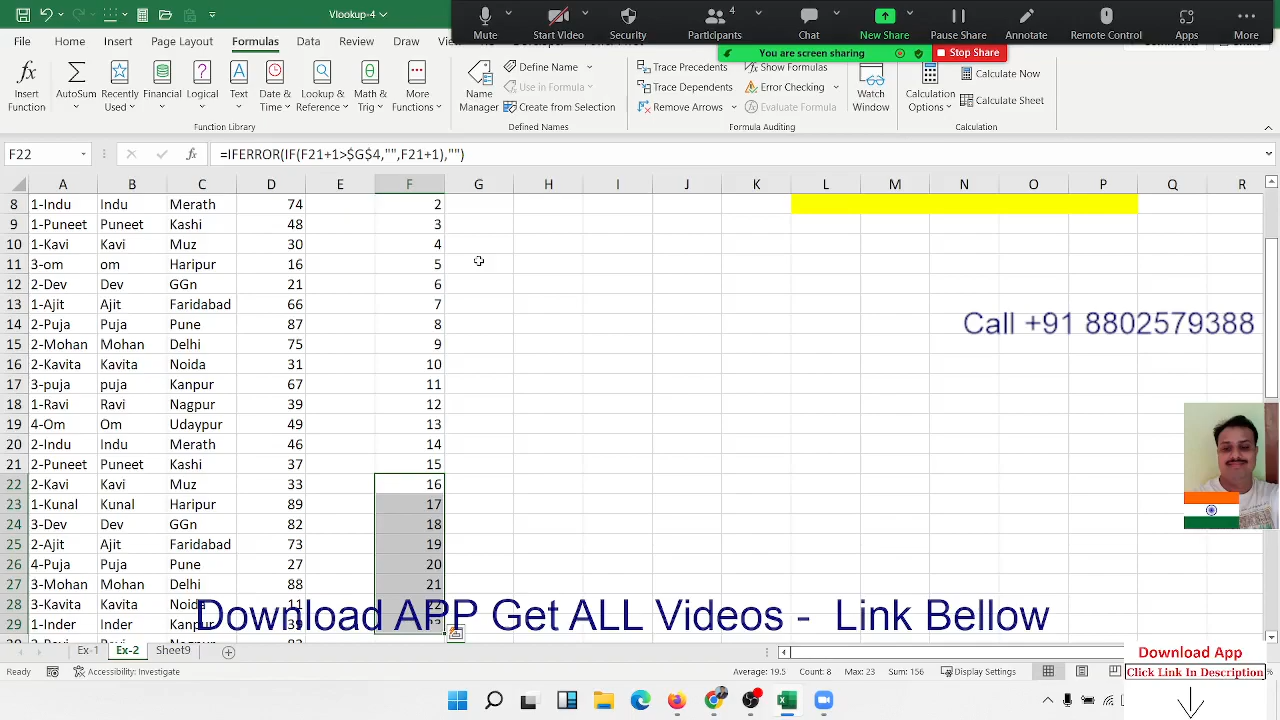 Vlookup-4
4
Mute Start Video Security Participants Chat New Share Pause Share Annotate Remote Control Apps More
You are screen sharing Stop Share
File Home Insert Draw Formulas Data Review
Insert Function AutoSum Recently Used Financial Logical Text Date & Time Lookup & Reference Math & Trig More Functions
Name Manager Define Name Use in Formula Create from Selection
Trace Precedents Trace Dependents Remove Arrows Show Formulas Error Checking Evaluate Formula Watch Window
Calculation Options Calculate Now Calculate Sheet
Function Library Defined Names Formula Auditing Calculation
F22 fx =IFERROR(IF(F21+1>$G$4,"",F21+1),"")
A B C D E F G H I J K L M N O P Q R
8 1-Indu Indu Merath 74 2
9 1-Puneet Puneet Kashi 48 3
10 1-Kavi Kavi Muz 30 4
11 3-om om Haripur 16 5
12 2-Dev Dev GGn 21 6
13 1-Ajit Ajit Faridabad 66 7
14 2-Puja Puja Pune 87 8
15 2-Mohan Mohan Delhi 75 9
16 2-Kavita Kavita Noida 31 10
17 3-puja puja Kanpur 67 11
18 1-Ravi Ravi Nagpur 39 12
19 4-Om Om Udaypur 49 13
20 2-Indu Indu Merath 46 14
21 2-Puneet Puneet Kashi 37 15
22 2-Kavi Kavi Muz 33 16
23 1-Kunal Kunal Haripur 89 17
24 3-Dev Dev GGn 82 18
25 2-Ajit Ajit Faridabad 73 19
26 4-Puja Puja Pune 27 20
27 3-Mohan Mohan Delhi 88 21
28 3-Kavita Kavita Noida 11 22
29 1-Inder Inder Kanpur
Call +91 8802579388
Download APP Get ALL Videos - Link Bellow
Ex-1 Ex-2 Sheet9
Download App
Click Link In Description
Ready Accessibility: Investigate Average: 19.5 Count: 8 Max: 23 Sum: 156 Display Settings